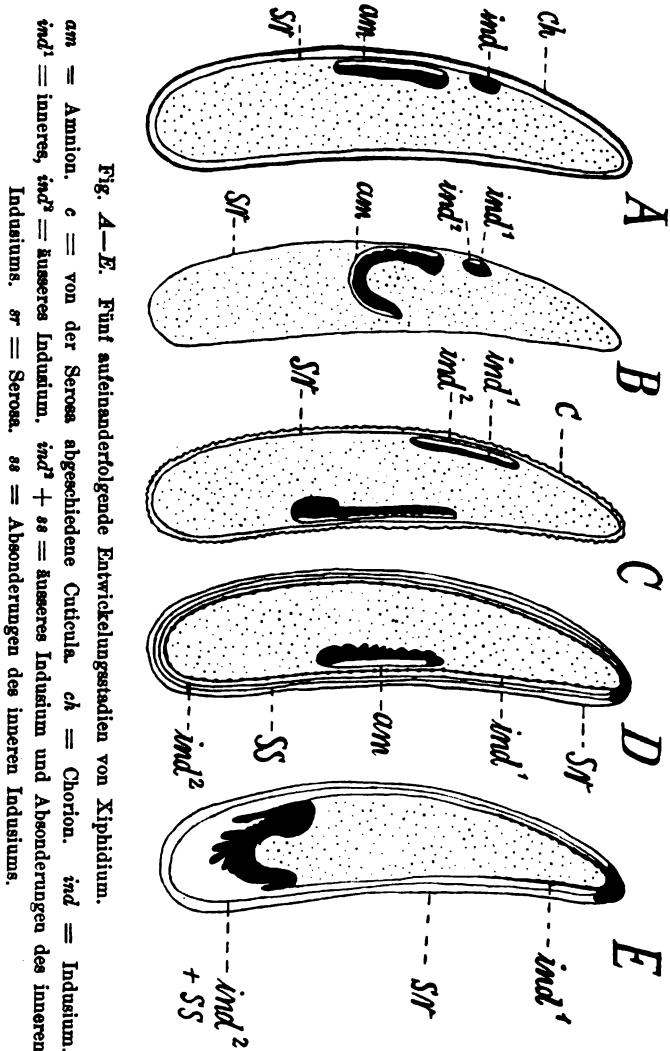 A
ch
ind
am
sr
B
ind¹
ind²
am
sr
C
c
ind¹
ind²
sr
D
sr
ind¹
am
ss
ind²
E
ind¹
sr
ind²
+ ss
Fig. A—E. Fünf aufeinanderfolgende Entwickelungsstadien von Xiphidium.
am = Amnion. c = von der Serosa abgeschiedene Cuticula. ch = Chorion. ind = Indusium.
ind¹ = inneres, ind² = äusseres Indusium. ind² + ss = äusseres Indusium und Absonderungen des inneren
Indusiums. sr = Serosa. ss = Absonderungen des inneren Indusiums.